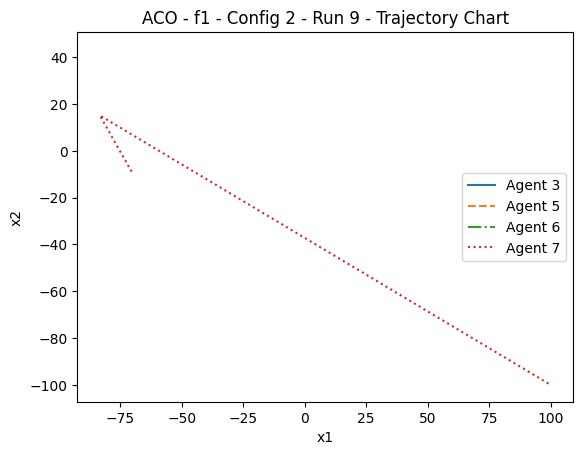 ACO - f1 - Config 2 - Run 9 - Trajectory Chart
40
20
0
−20
−40
−60
−80
−100
x2
Agent 3
Agent 5
Agent 6
Agent 7
−75 −50 −25 0 25 50 75 100
x1